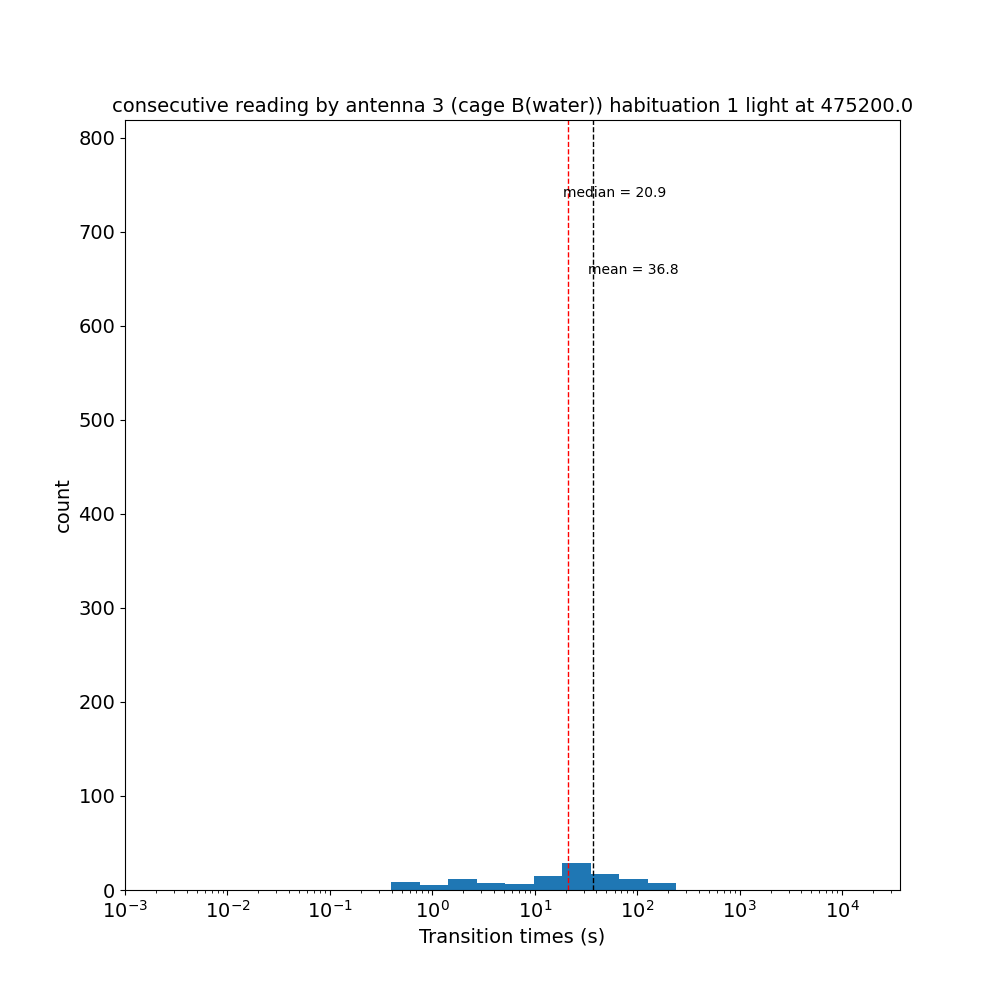 consecutive reading by antenna 3 (cage B(water)) habituation 1 light at 475200.0
800
700
600
500
400
300
200
100
0
count
median = 20.9
mean = 36.8
10⁻³ 10⁻² 10⁻¹ 10⁰ 10¹ 10² 10³ 10⁴
Transition times (s)